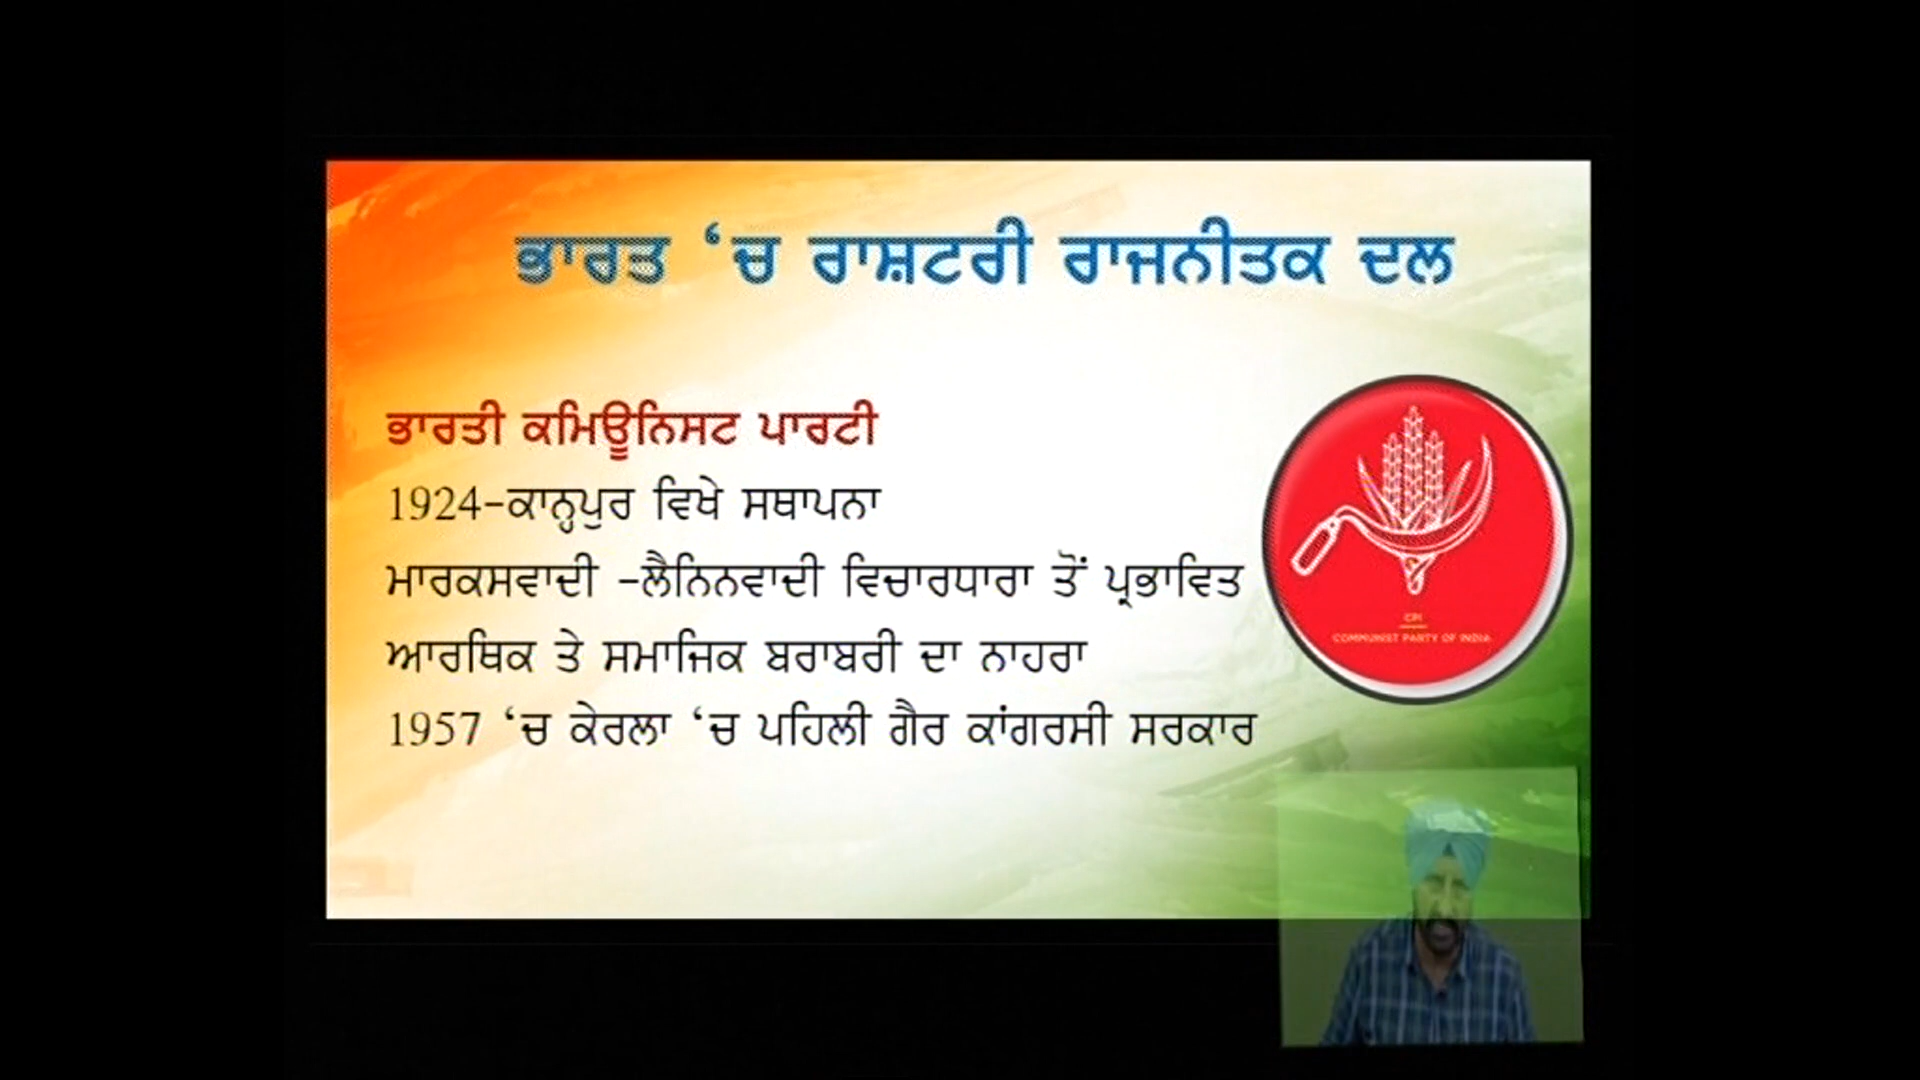 ਭਾਰਤ ‘ਚ ਰਾਸ਼ਟਰੀ ਰਾਜਨੀਤਕ ਦਲ
ਭਾਰਤੀ ਕਮਿਊਨਿਸਟ ਪਾਰਟੀ
1924-ਕਾਨ੍ਹਪੁਰ ਵਿਖੇ ਸਥਾਪਨਾ
ਮਾਰਕਸਵਾਦੀ -ਲੈਨਿਨਵਾਦੀ ਵਿਚਾਰਧਾਰਾ ਤੋਂ ਪ੍ਰਭਾਵਿਤ
ਆਰਥਿਕ ਤੇ ਸਮਾਜਿਕ ਬਰਾਬਰੀ ਦਾ ਨਾਹਰਾ
1957 ‘ਚ ਕੇਰਲਾ ‘ਚ ਪਹਿਲੀ ਗੈਰ ਕਾਂਗਰਸੀ ਸਰਕਾਰ
CPI
COMMUNIST PARTY OF INDIA